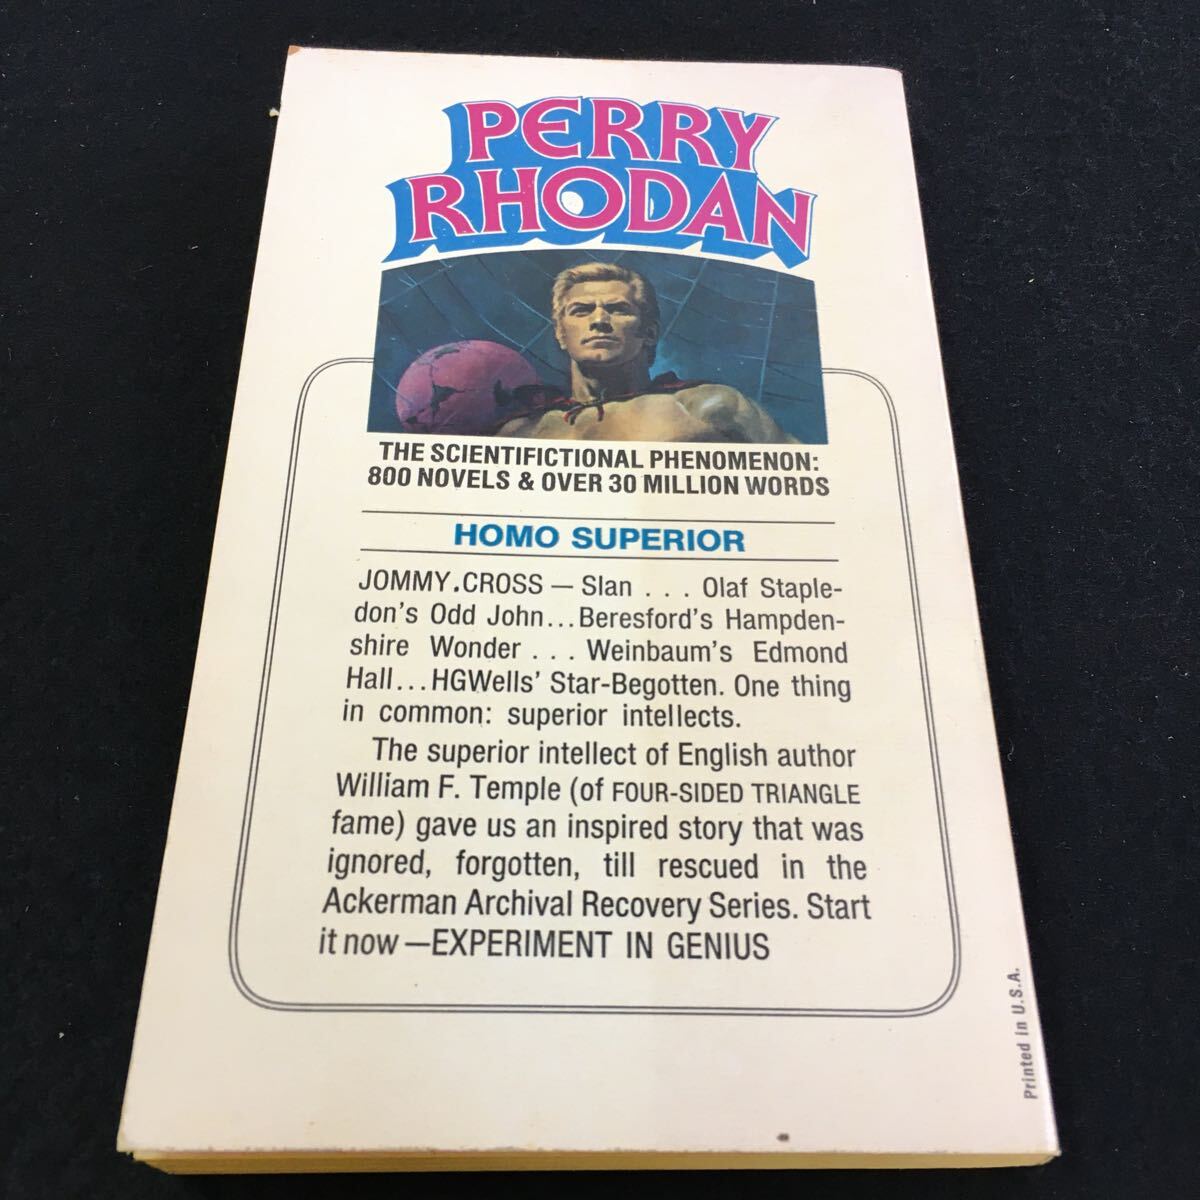 PERRY
RHODAN
THE SCIENTIFICTIONAL PHENOMENON:
800 NOVELS & OVER 30 MILLION WORDS
HOMO SUPERIOR
JOMMY.CROSS — Slan . . . Olaf Staple-
don's Odd John...Beresford's Hampden-
shire Wonder . . . Weinbaum's Edmond
Hall...HGWells' Star-Begotten. One thing
in common: superior intellects.
The superior intellect of English author
William F. Temple (of FOUR-SIDED TRIANGLE
fame) gave us an inspired story that was
ignored, forgotten, till rescued in the
Ackerman Archival Recovery Series. Start
it now —EXPERIMENT IN GENIUS
Printed in U.S.A.